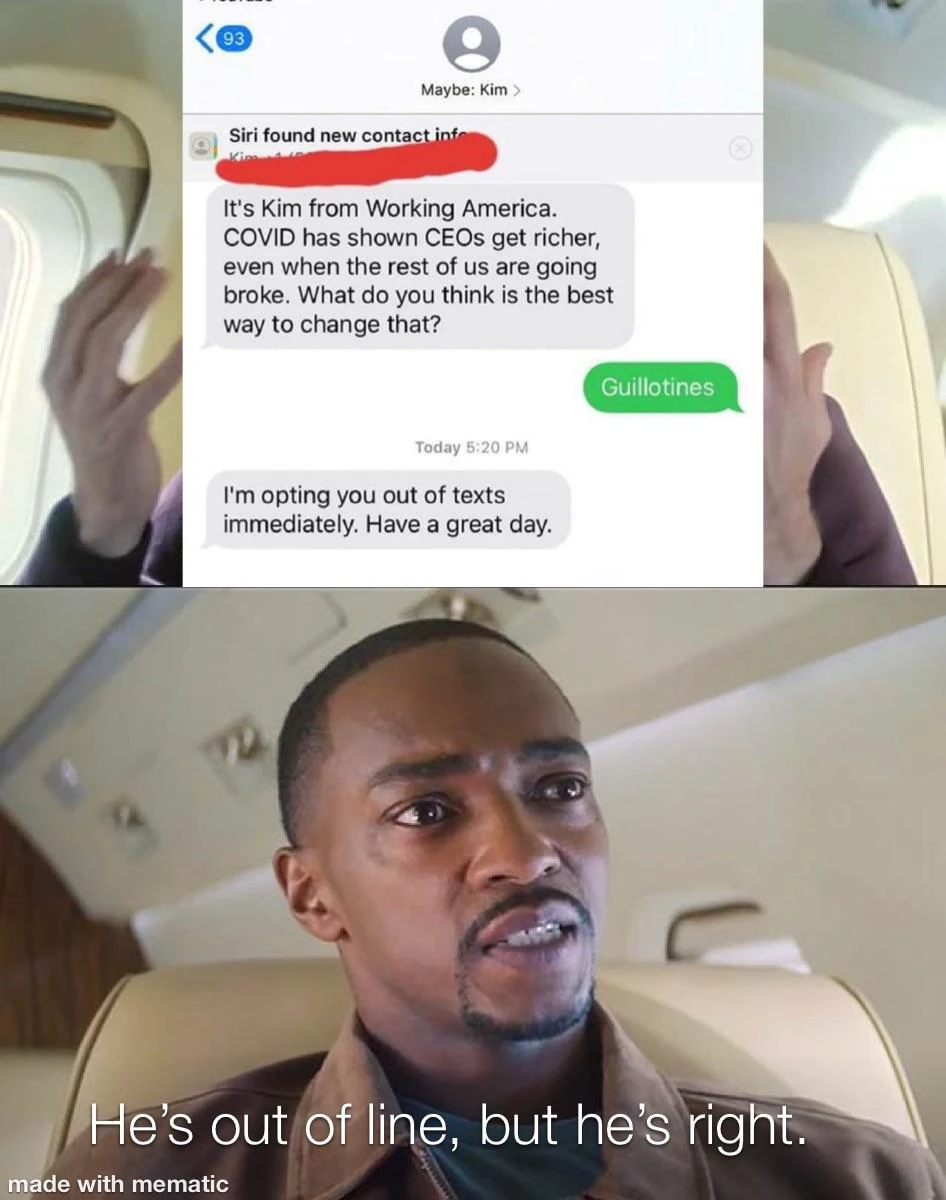 93
Maybe: Kim >
Siri found new contact info
Kim
It's Kim from Working America.
COVID has shown CEOs get richer,
even when the rest of us are going
broke. What do you think is the best
way to change that?
Guillotines
Today 5:20 PM
I'm opting you out of texts
immediately. Have a great day.
He's out of line, but he's right.
made with mematic